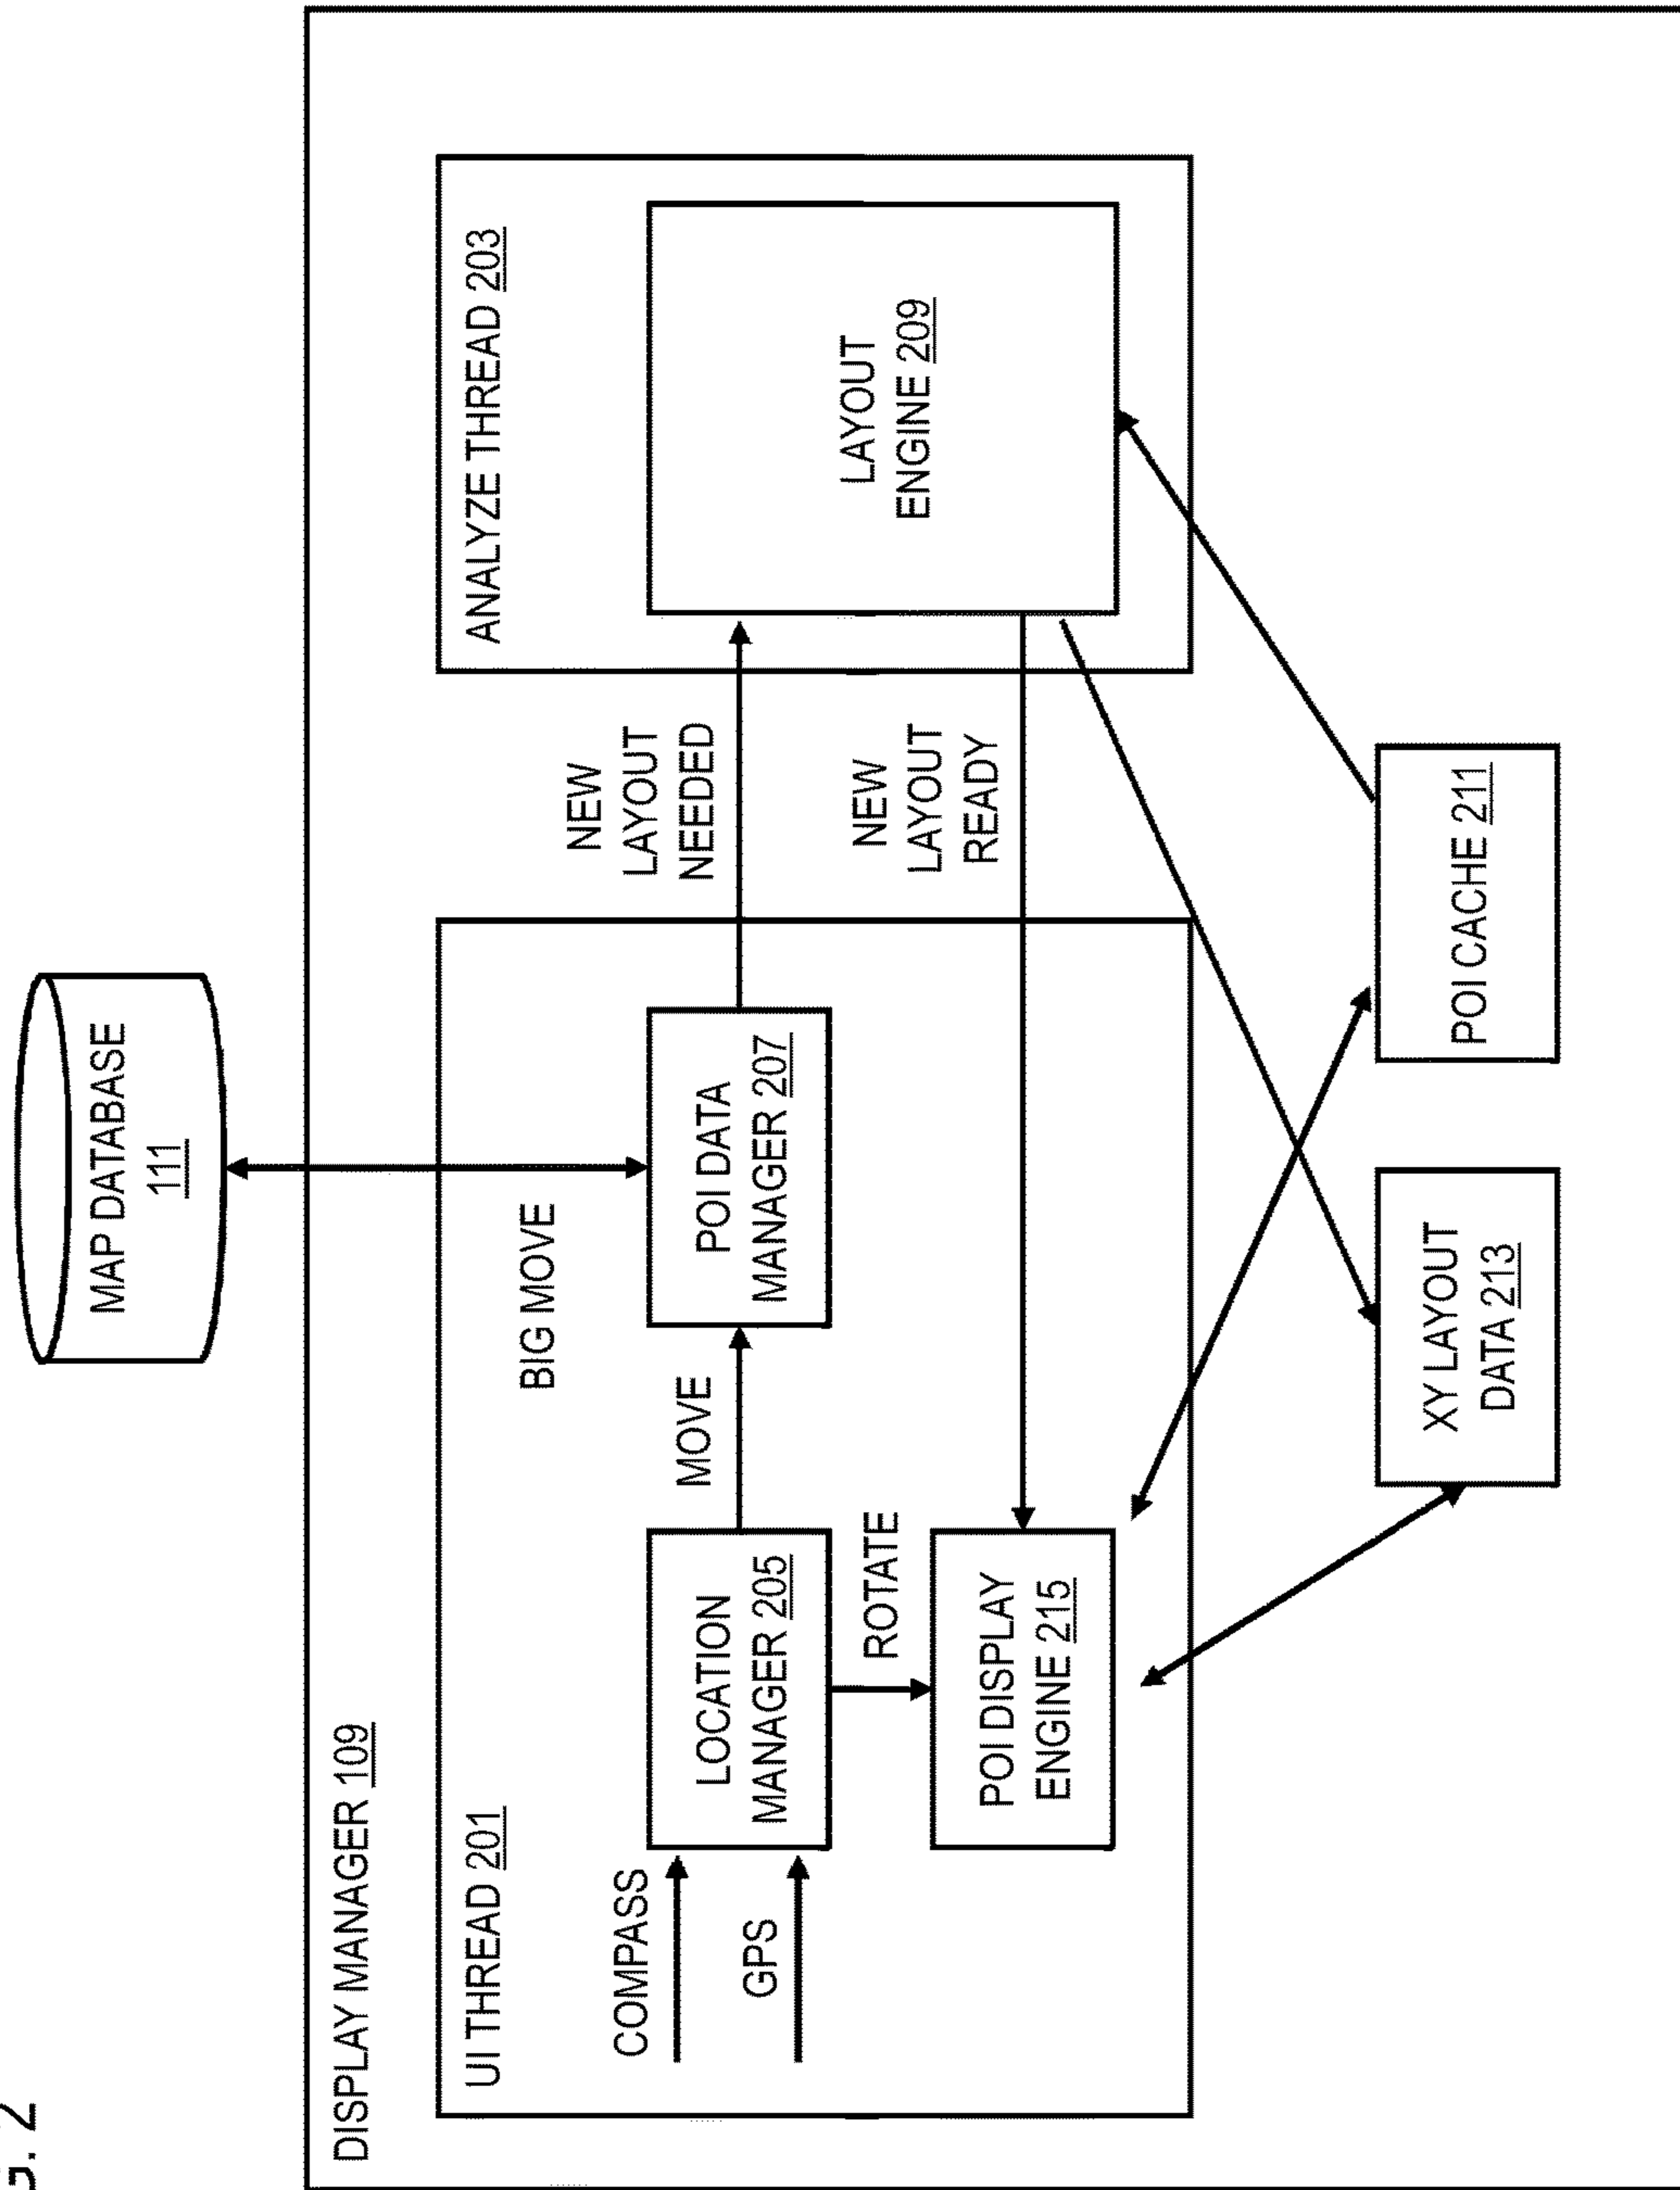 G. 2
MAP DATABASE
111
DISPLAY MANAGER 109
UI THREAD 201
ANALYZE THREAD 203
BIG MOVE
COMPASS
GPS
LOCATION
MANAGER 205
MOVE
POI DATA
MANAGER 207
NEW
LAYOUT
NEEDED
LAYOUT
ENGINE 209
ROTATE
NEW
LAYOUT
READY
POI DISPLAY
ENGINE 215
XY LAYOUT
DATA 213
POI CACHE 211